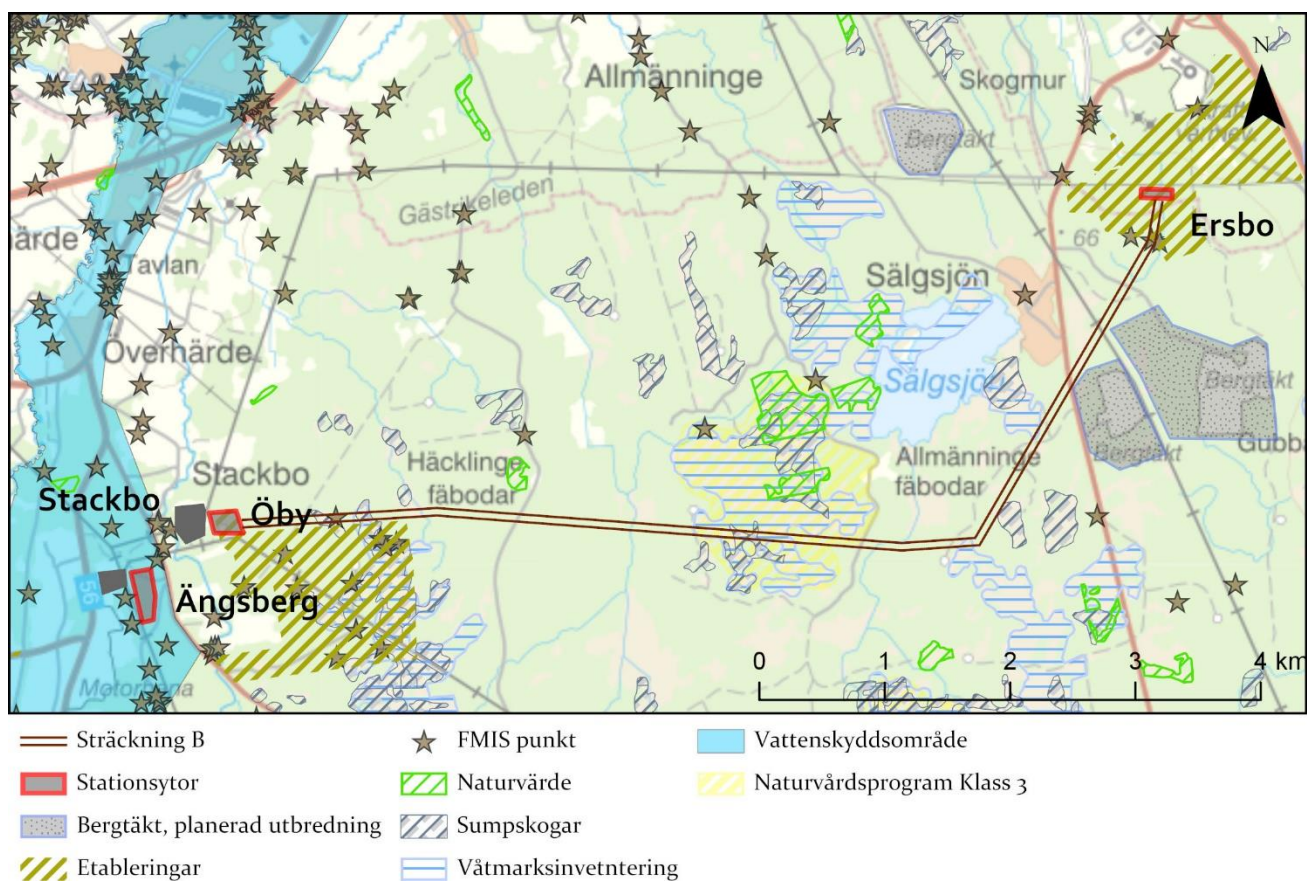 Allmänninge
Skogmur
N
Bergtäkt
Gästrikeleden
härde
Tavlan
66
Ersbo
Sälgsjön
Överhärde
Sälgsjön
Bergtäkt
Gubb
Bergtäkt
Stackbo
Häcklinge
fäbodar
Allmänninge
fäbodar
Stackbo
Öby
56
Ängsberg
0 1 2 3 4 km
Sträckning B
FMIS punkt
Vattenskyddsområde
Stationsytor
Naturvärde
Naturvårdsprogram Klass 3
Bergtäkt, planerad utbredning
Sumpskogar
Etableringar
Våtmarksinvetntering